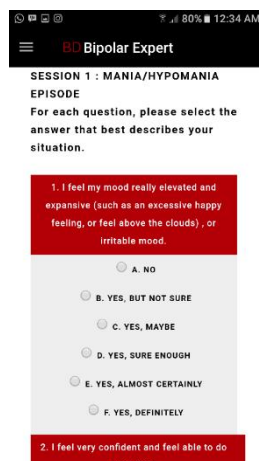 80% 12:34 AM
BD Bipolar Expert
SESSION 1 : MANIA/HYPOMANIA
EPISODE
For each question, please select the
answer that best describes your
situation.
1. I feel my mood really elevated and
expansive (such as an excessive happy
feeling, or feel above the clouds) , or
irritable mood.
A. NO
B. YES, BUT NOT SURE
C. YES, MAYBE
D. YES, SURE ENOUGH
E. YES, ALMOST CERTAINLY
F. YES, DEFINITELY
2. I feel very confident and feel able to do